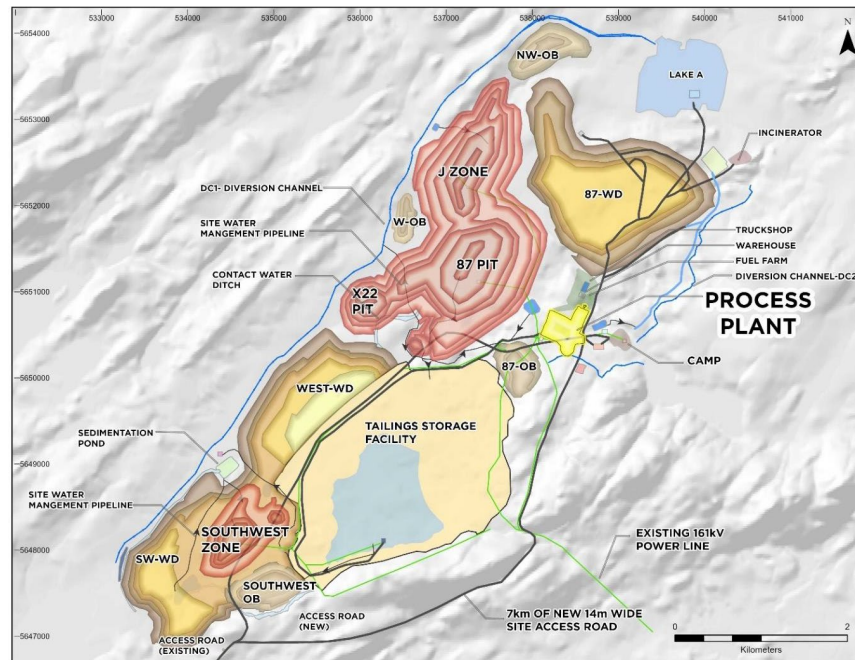 533000 534000 535000 536000 537000 538000 539000 540000 541000
5654000
NW-OB
N
LAKE A
5653000
INCINERATOR
J ZONE
DC1- DIVERSION CHANNEL
87-WD
5652000
W-OB
SITE WATER
MANGEMENT PIPELINE
TRUCKSHOP
WAREHOUSE
87 PIT
FUEL FARM
CONTACT WATER
DITCH
DIVERSION CHANNEL-DC2
5651000
X22
PIT
PROCESS
PLANT
CAMP
87-OB
5650000
WEST-WD
TAILINGS STORAGE
FACILITY
SEDIMENTATION
POND
5649000
SITE WATER
MANGEMENT PIPELINE
SOUTHWEST
ZONE
EXISTING 161kV
POWER LINE
5648000
SW-WD
SOUTHWEST
OB
ACCESS ROAD
(NEW)
7KM OF NEW 14m WIDE
SITE ACCESS ROAD
5647000
ACCESS ROAD
(EXISTING)
0 2
Kilometers